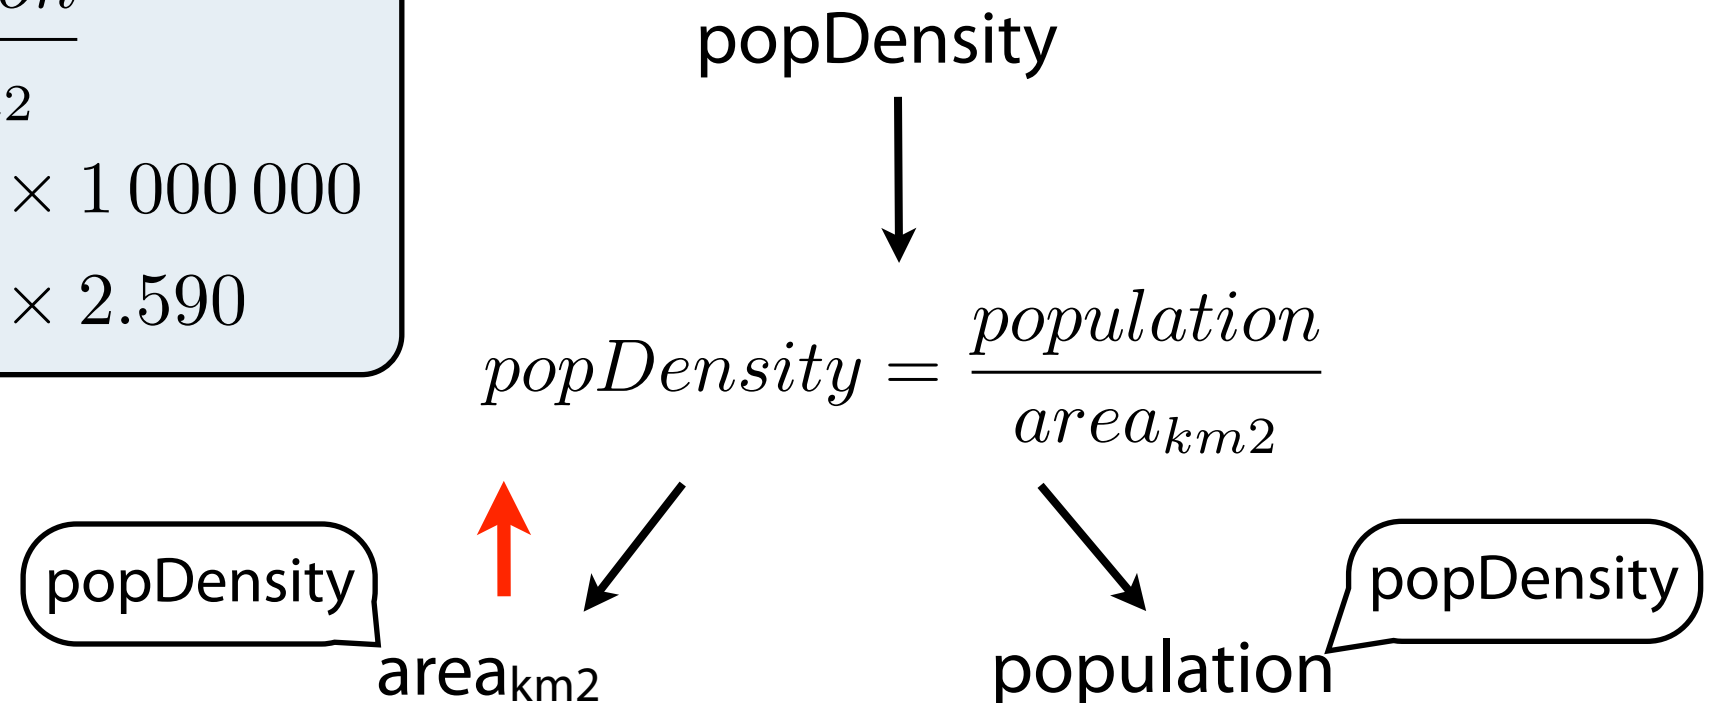 2
× 1 000 000
× 2.590
popDensity
popDensity = population / area_km2
popDensity
popDensity
area_km2
population